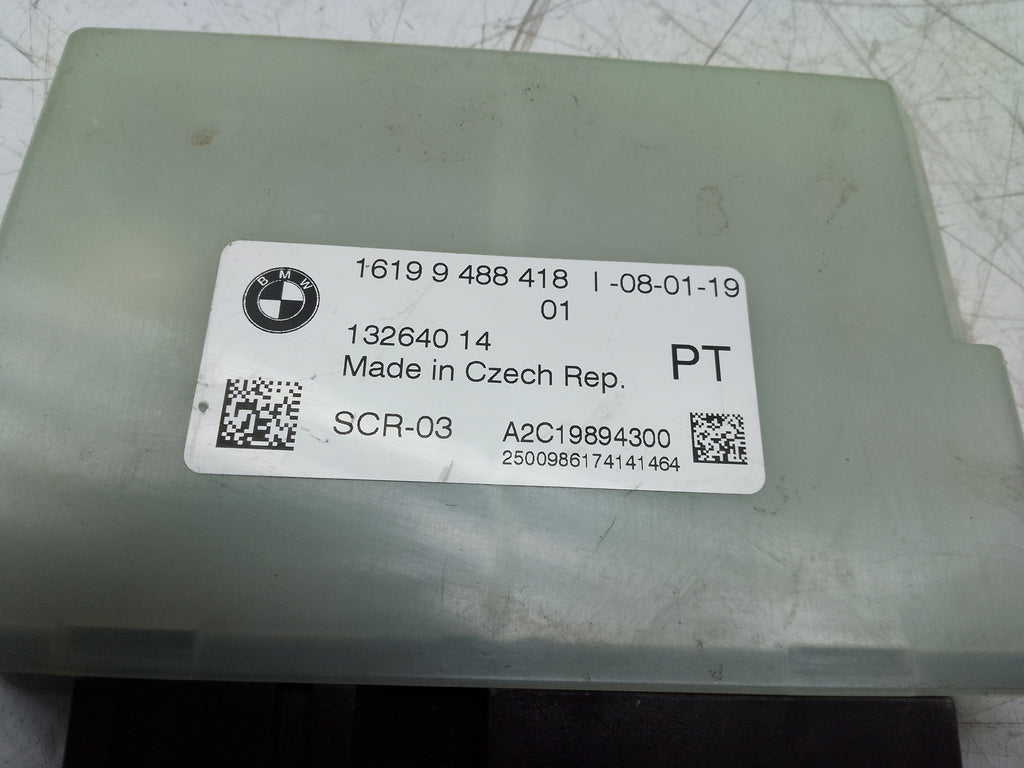 BMW
1619 9 488 418 I -08-01-19
01
132640 14
Made in Czech Rep.
PT
SCR-03
A2C19894300
2500986174141464